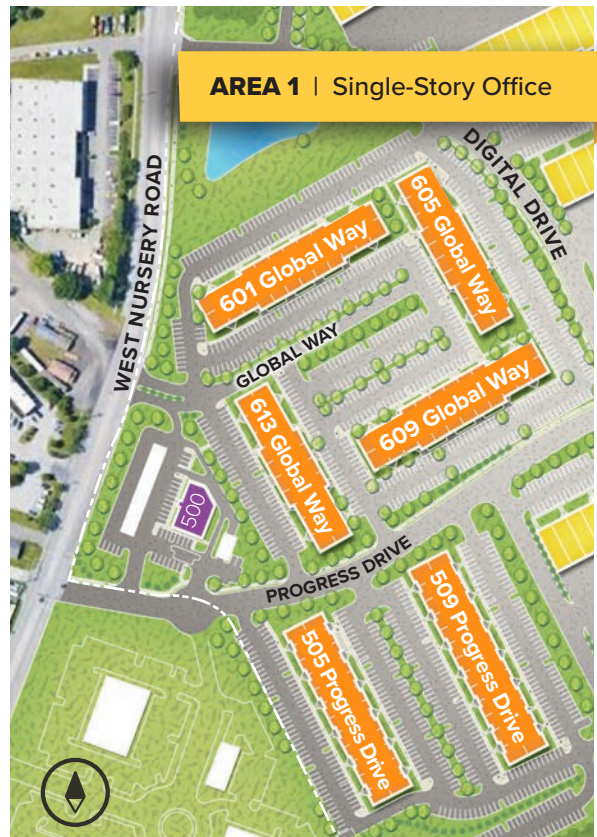 AREA 1 | Single-Story Office
DIGITAL DRIVE
WEST NURSERY ROAD
605 Global Way
601 Global Way
GLOBAL WAY
609 Global Way
613 Global Way
500
PROGRESS DRIVE
509 Progress Drive
505 Progress Drive